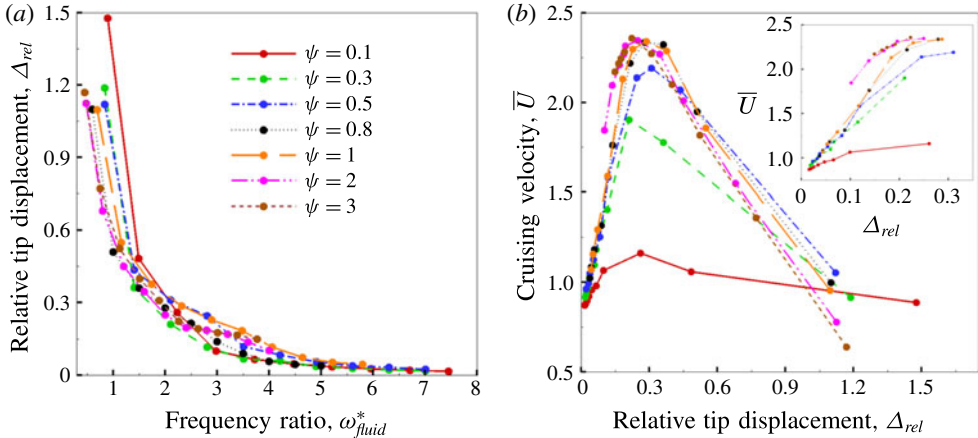 (a)
Relative tip displacement, Δrel
1.5
1.2
0.9
0.6
0.3
0
1 2 3 4 5 6 7 8
Frequency ratio, ω*fluid
ψ = 0.1
ψ = 0.3
ψ = 0.5
ψ = 0.8
ψ = 1
ψ = 2
ψ = 3
(b)
Cruising velocity, U̅
2.5
2.0
1.5
1.0
0.5
0 0.3 0.6 0.9 1.2 1.5
Relative tip displacement, Δrel
U̅
2.0
1.5
1.0
0 0.1 0.2 0.3
Δrel